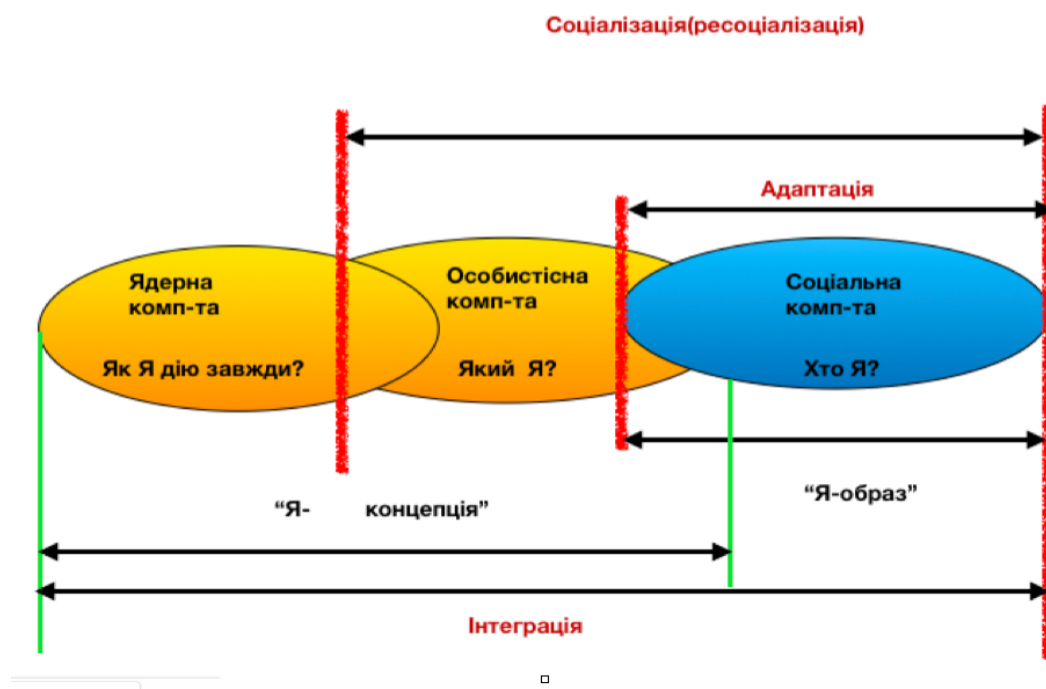 Соціалізація(ресоціалізація)
Адаптація
Ядерна
комп-та
Як Я дію завжди?
Особистісна
комп-та
Який Я?
Соціальна
комп-та
Хто Я?
“Я- концепція”
“Я-образ”
Інтеграція